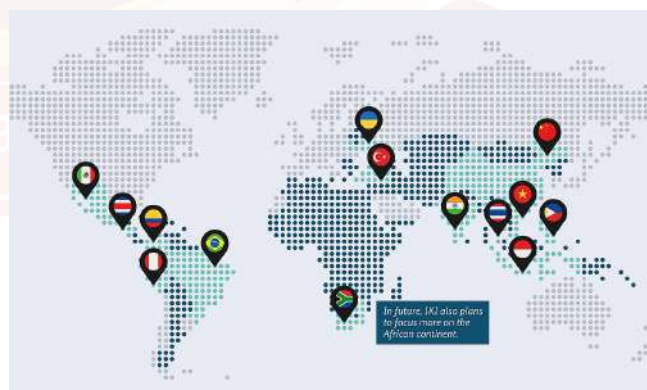 In future, IKI also plans
to focus more on the
African continent.